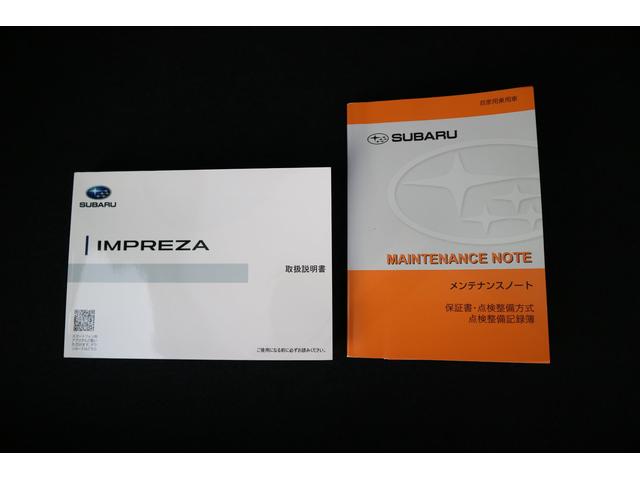 SUBARU
IMPREZA
取扱説明書
ご使用になる前に必ずお読みください。
自家用乗用車
SUBARU
MAINTENANCE NOTE
メンテナンスノート
保証書・点検整備方式
点検整備記録簿